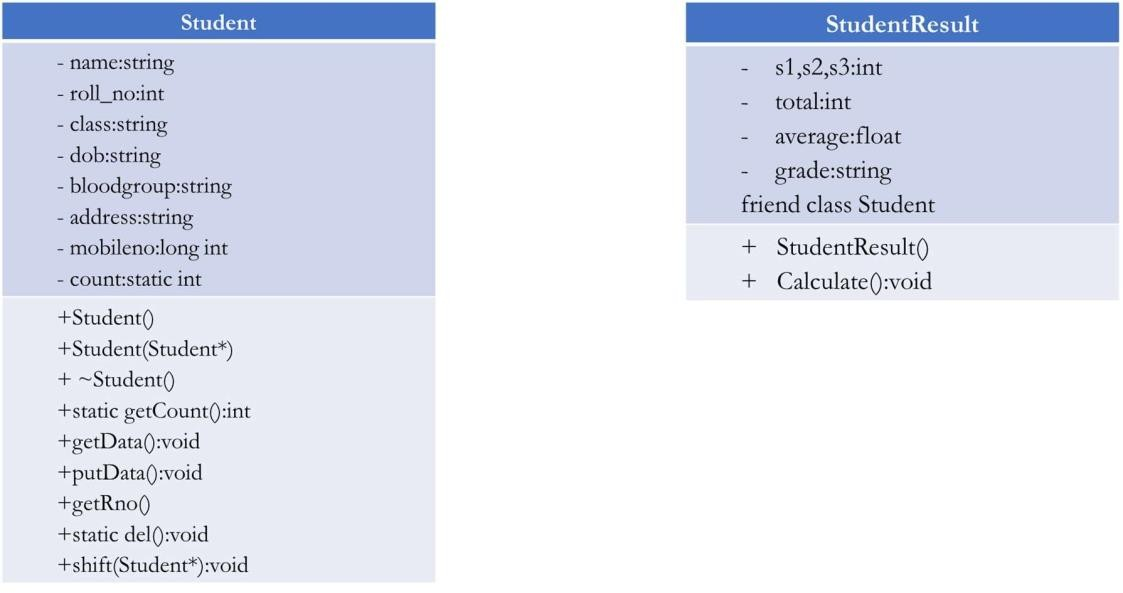 Student
- name:string
- roll_no:int
- class:string
- dob:string
- bloodgroup:string
- address:string
- mobileno:long int
- count:static int
+Student()
+Student(Student*)
+ ~Student()
+static getCount():int
+getData():void
+putData():void
+getRno()
+static del():void
+shift(Student*):void
StudentResult
- s1,s2,s3:int
- total:int
- average:float
- grade:string
friend class Student
+ StudentResult()
+ Calculate():void